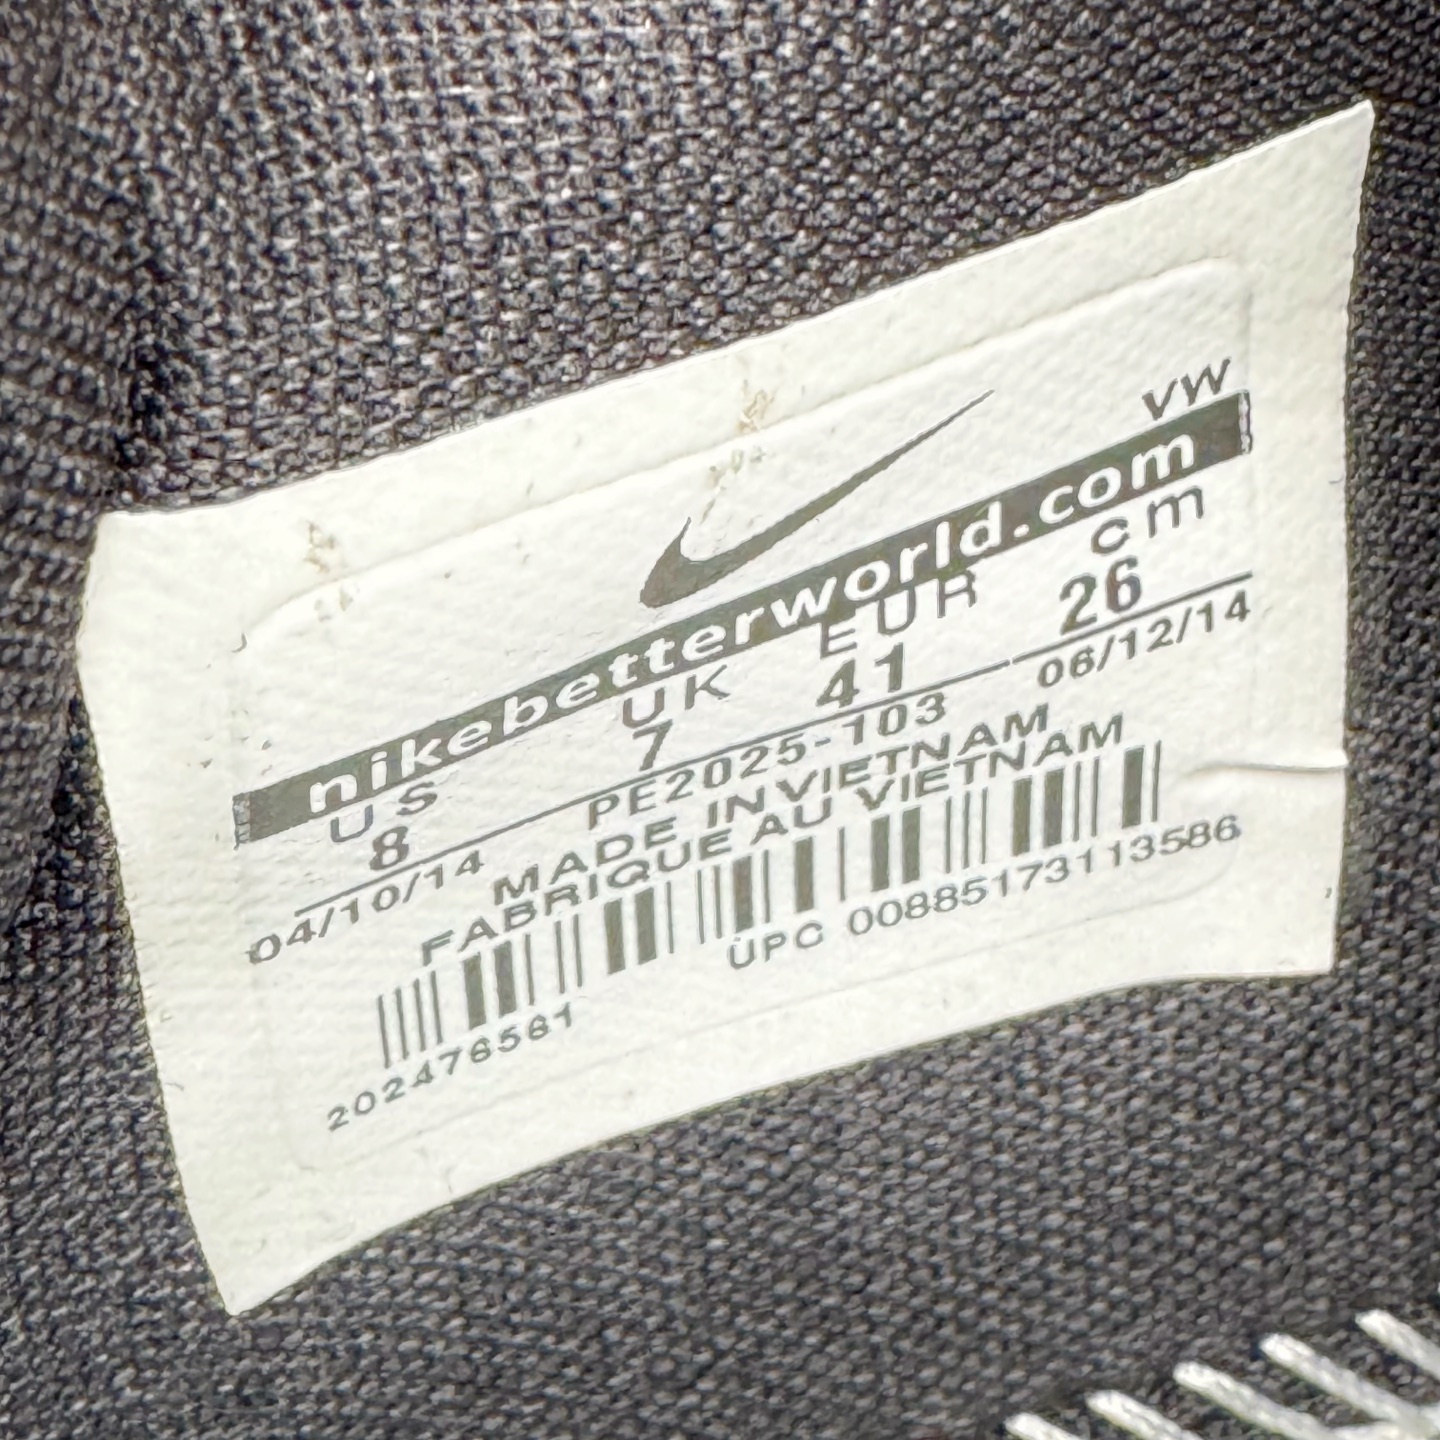 VW
nikebetterworld.com
US UK EUR cm
8 7 41 26
04/10/14 PE2025-103 06/12/14
MADE IN VIETNAM
FABRIQUE AU VIETNAM
202476561 UPC 00885173113586